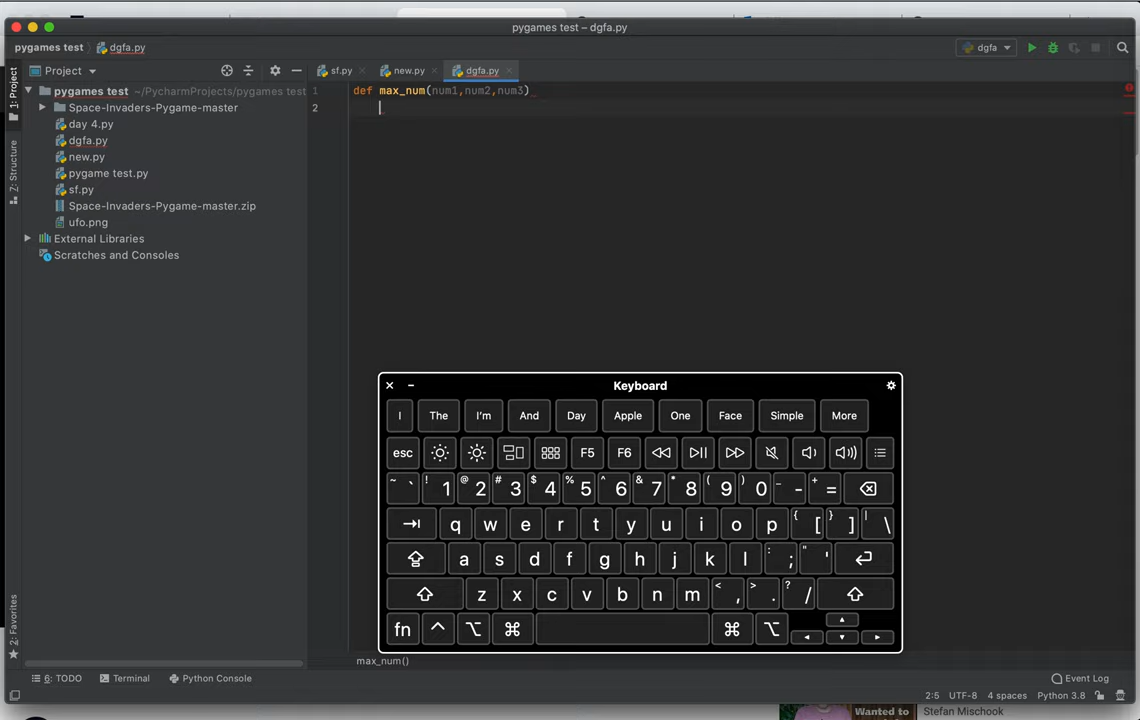 pygames test – dgfa.py
pygames test
dgfa.py
dgfa
1: Project
Project
sf.py
new.py
dgfa.py
pygames test ~/PycharmProjects/pygames test
Space-Invaders-Pygame-master
day 4.py
dgfa.py
new.py
pygame test.py
sf.py
Space-Invaders-Pygame-master.zip
ufo.png
External Libraries
Scratches and Consoles
1 def max_num(num1,num2,num3)
2
Z: Structure
2: Favorites
Keyboard
I The I'm And Day Apple One Face Simple More
esc F5 F6
~ ` ! 1 @ 2 # 3 $ 4 % 5 ^ 6 & 7 * 8 ( 9 ) 0 _ - + =
q w e r t y u i o p { [ } ] | \
a s d f g h j k l : ; " '
z x c v b n m < , > . ? /
fn
max_num()
6: TODO
Terminal
Python Console
Event Log
2:5 UTF-8 4 spaces Python 3.8
Wanted to
Stefan Mischook